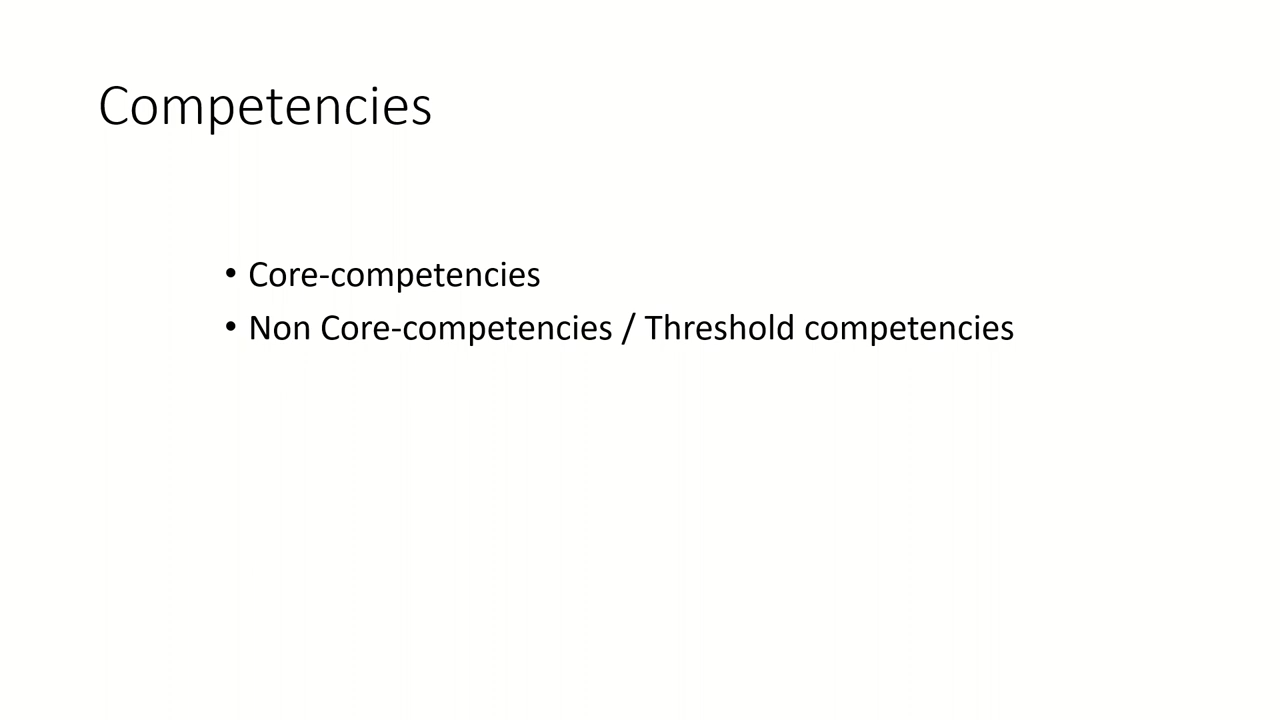 Competencies
• Core-competencies
• Non Core-competencies / Threshold competencies